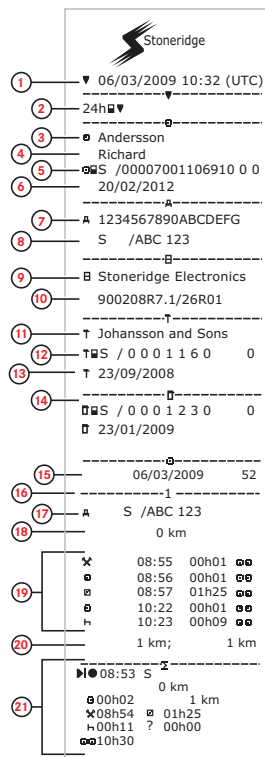 Stoneridge
1 ▼ 06/03/2009 10:32 (UTC)
2 24h▼
3 Andersson
4 Richard
5 S /00007001106910 0 0
6 20/02/2012
7 A 1234567890ABCDEFG
8 S /ABC 123
9 B Stoneridge Electronics
10 900208R7.1/26R01
11 T Johansson and Sons
12 T S / 0 0 0 1 1 6 0 0
13 T 23/09/2008
14
S / 0 0 0 1 2 3 0 0
23/01/2009
15 06/03/2009 52
16 -----1-----
17 A S /ABC 123
18 0 km
19
08:55 00h01
08:56 00h01
08:57 01h25
10:22 00h01
h 10:23 00h09
20 1 km; 1 km
21 Σ
08:53 S
0 km
00h02 1 km
08h54 01h25
h 00h11 ? 00h00
10h30